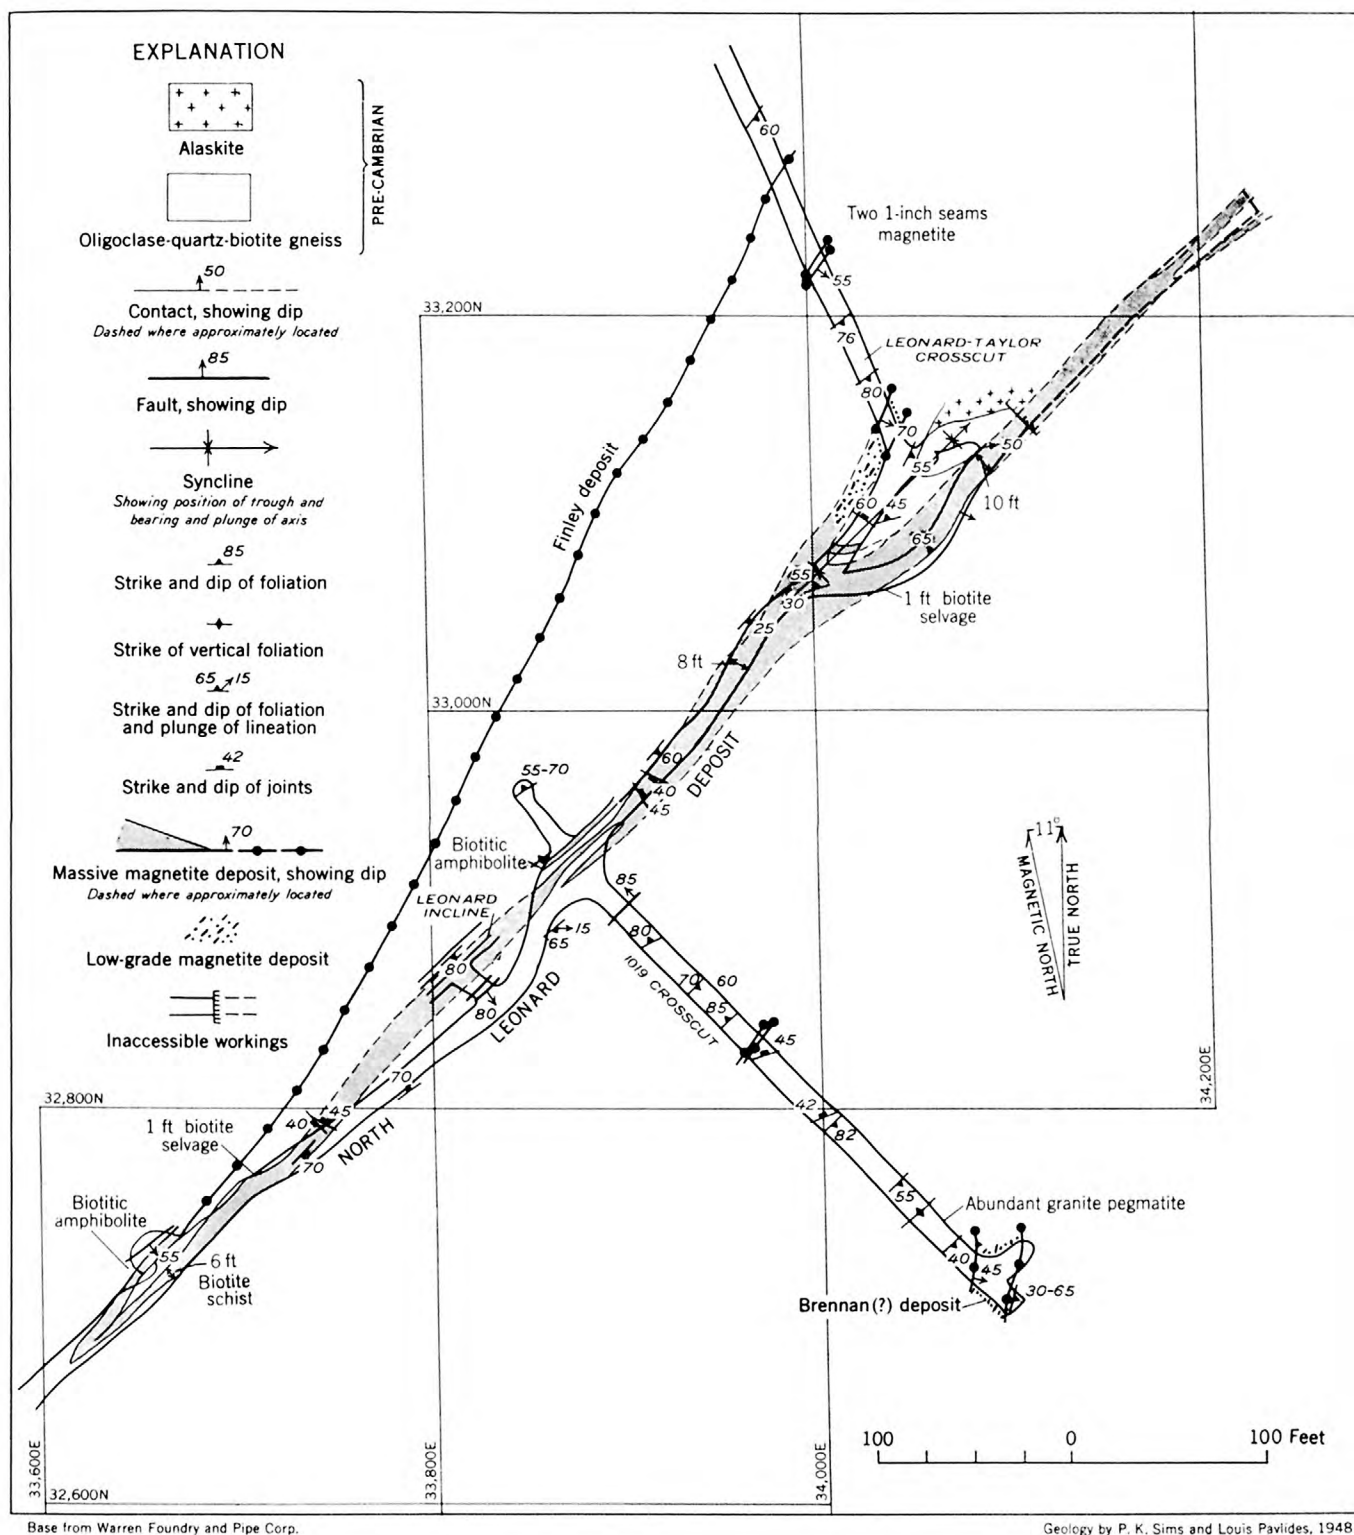 EXPLANATION
Alaskite
Oligoclase-quartz-biotite gneiss
PRE-CAMBRIAN
50
Contact, showing dip
Dashed where approximately located
85
Fault, showing dip
Syncline
Showing position of trough and
bearing and plunge of axis
85
Strike and dip of foliation
Strike of vertical foliation
65 15
Strike and dip of foliation
and plunge of lineation
42
Strike and dip of joints
70
Massive magnetite deposit, showing dip
Dashed where approximately located
Low-grade magnetite deposit
Inaccessible workings
60
Two 1-inch seams
magnetite
55
33,200N
76
LEONARD-TAYLOR
CROSSCUT
80
70
50
55
10 ft
60
45
65
Finley deposit
55
30
1 ft biotite
selvage
25
8 ft
33,000N
60
DEPOSIT
40
45
55-70
Biotitic
amphibolite
11°
MAGNETIC NORTH
TRUE NORTH
LEONARD
INCLINE
85
15
65
80
80
80
LEONARD
1019 CROSSCUT
70
60
85
45
34,200E
70
32,800N
45
40
1 ft biotite
selvage
70
NORTH
42
82
Biotitic
amphibolite
55
6 ft
Biotite
schist
55
Abundant granite pegmatite
40
45
30-65
Brennan(?) deposit
33,600E
33,800E
34,000E
32,600N
100 0 100 Feet
Base from Warren Foundry and Pipe Corp.
Geology by P. K. Sims and Louis Pavlides, 1948